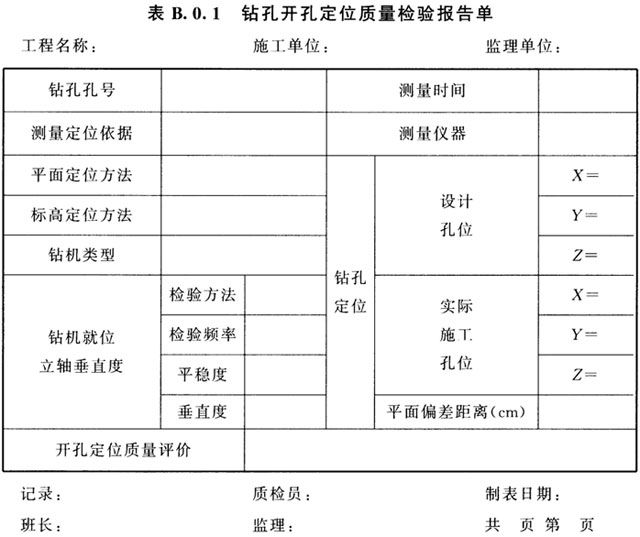 表 B.0.1 钻孔开孔定位质量检验报告单
工程名称: 施工单位: 监理单位:
钻孔孔号 测量时间
测量定位依据 测量仪器
平面定位方法 X=
标高定位方法 设计 Y=
孔位
钻机类型 Z=
钻孔
定位
检验方法 X=
钻机就位 检验频率 实际 Y=
立轴垂直度 施工
孔位
平稳度 Z=
垂直度 平面偏差距离(cm)
开孔定位质量评价
记录: 质检员: 制表日期:
班长: 监理: 共 页 第 页